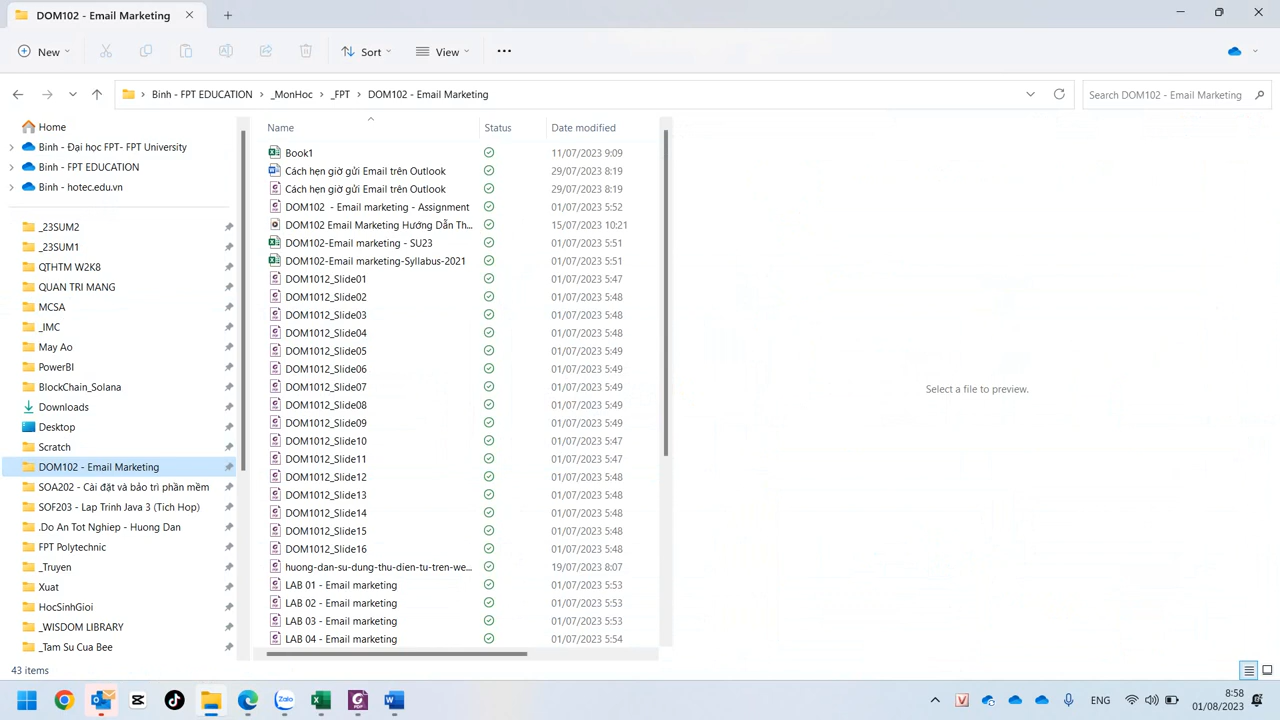 DOM102 - Email Marketing
New
Sort
View
Binh - FPT EDUCATION > _MonHoc > _FPT > DOM102 - Email Marketing
Search DOM102 - Email Marketing
Home
Binh - Đại học FPT- FPT University
Binh - FPT EDUCATION
Binh - hotec.edu.vn
_23SUM2
_23SUM1
QTHTM W2K8
QUAN TRI MANG
MCSA
_IMC
May Ao
PowerBI
BlockChain_Solana
Downloads
Desktop
Scratch
DOM102 - Email Marketing
SOA202 - Cài đặt và bảo trì phần mềm
SOF203 - Lap Trinh Java 3 (Tich Hop)
.Do An Tot Nghiep - Huong Dan
FPT Polytechnic
_Truyen
Xuat
HocSinhGioi
_WISDOM LIBRARY
_Tam Su Cua Bee
Name Status Date modified
Book1 11/07/2023 9:09
Cách hẹn giờ gửi Email trên Outlook 29/07/2023 8:19
Cách hẹn giờ gửi Email trên Outlook 29/07/2023 8:19
DOM102 - Email marketing - Assignment 01/07/2023 5:52
DOM102 Email Marketing Hướng Dẫn Th... 15/07/2023 10:21
DOM102-Email marketing - SU23 01/07/2023 5:51
DOM102-Email marketing-Syllabus-2021 01/07/2023 5:51
DOM1012_Slide01 01/07/2023 5:47
DOM1012_Slide02 01/07/2023 5:48
DOM1012_Slide03 01/07/2023 5:48
DOM1012_Slide04 01/07/2023 5:48
DOM1012_Slide05 01/07/2023 5:49
DOM1012_Slide06 01/07/2023 5:49
DOM1012_Slide07 01/07/2023 5:49
DOM1012_Slide08 01/07/2023 5:49
DOM1012_Slide09 01/07/2023 5:49
DOM1012_Slide10 01/07/2023 5:47
DOM1012_Slide11 01/07/2023 5:47
DOM1012_Slide12 01/07/2023 5:48
DOM1012_Slide13 01/07/2023 5:48
DOM1012_Slide14 01/07/2023 5:48
DOM1012_Slide15 01/07/2023 5:48
DOM1012_Slide16 01/07/2023 5:48
huong-dan-su-dung-thu-dien-tu-tren-we... 19/07/2023 8:07
LAB 01 - Email marketing 01/07/2023 5:53
LAB 02 - Email marketing 01/07/2023 5:53
LAB 03 - Email marketing 01/07/2023 5:53
LAB 04 - Email marketing 01/07/2023 5:54
Select a file to preview.
43 items
Zalo
ENG
8:58
01/08/2023